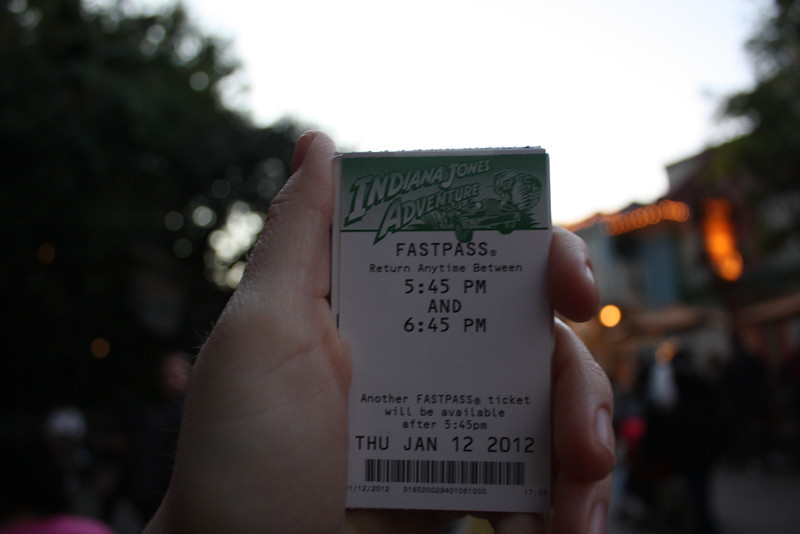 INDIANA JONES
ADVENTURE
FASTPASS®
Return Anytime Between
5:45 PM
AND
6:45 PM
Another FASTPASS® ticket
will be available
after 5:45pm
THU JAN 12 2012